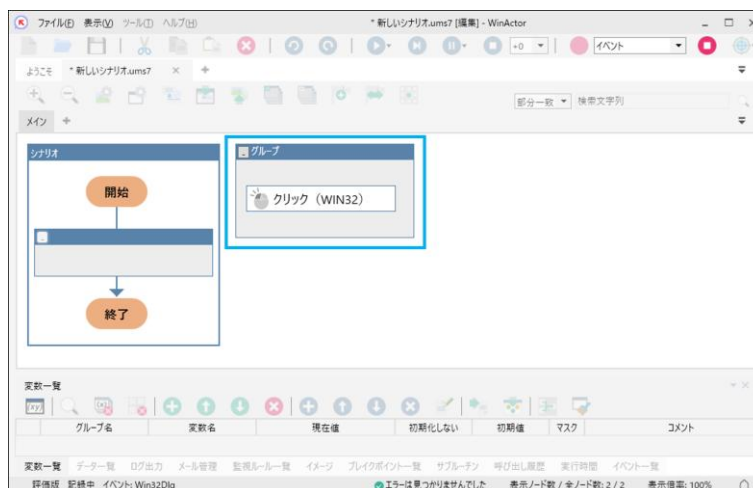 ファイル(F) 表示(V) ツール(T) ヘルプ(H) * 新しいシナリオ.ums7 [編集] - WinActor
+0 イベント
ようこそ * 新しいシナリオ.ums7 × +
部分一致 検索文字列
メイン +
シナリオ
グループ
開始
クリック（WIN32）
終了
変数一覧
グループ名 変数名 現在値 初期化しない 初期値 マスク コメント
変数一覧 データ一覧 ログ出力 メール管理 監視ルール一覧 イメージ ブレイクポイント一覧 サブルーチン 呼び出し履歴 実行時間 イベント一覧
評価版 記録中 イベント: Win32Dlg エラーは見つかりませんでした 表示ノード数 / 全ノード数: 2 / 2 表示倍率: 100%